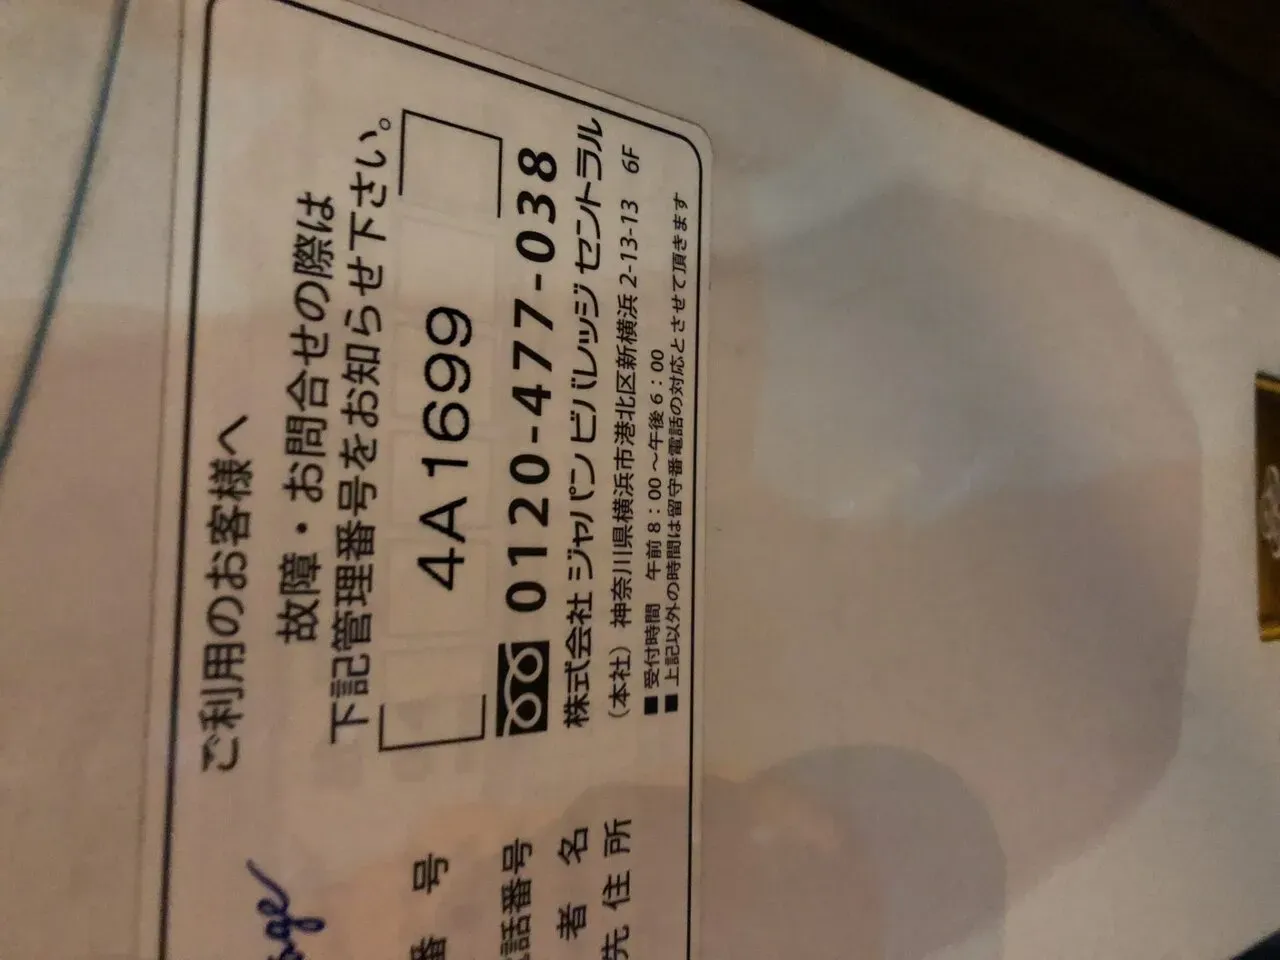 ご利用のお客様へ
故障・お問合せの際は
下記管理番号をお知らせ下さい。
4A1699
0120-477-038
株式会社 ジャパン ビバレッジ セントラル
（本社） 神奈川県横浜市港北区新横浜 2-13-13 6F
■ 受付時間 午前 8：00 ～午後 6：00
■ 上記以外の時間は留守番電話の対応とさせて頂きます
番 号
話番号
者 名
先 住 所